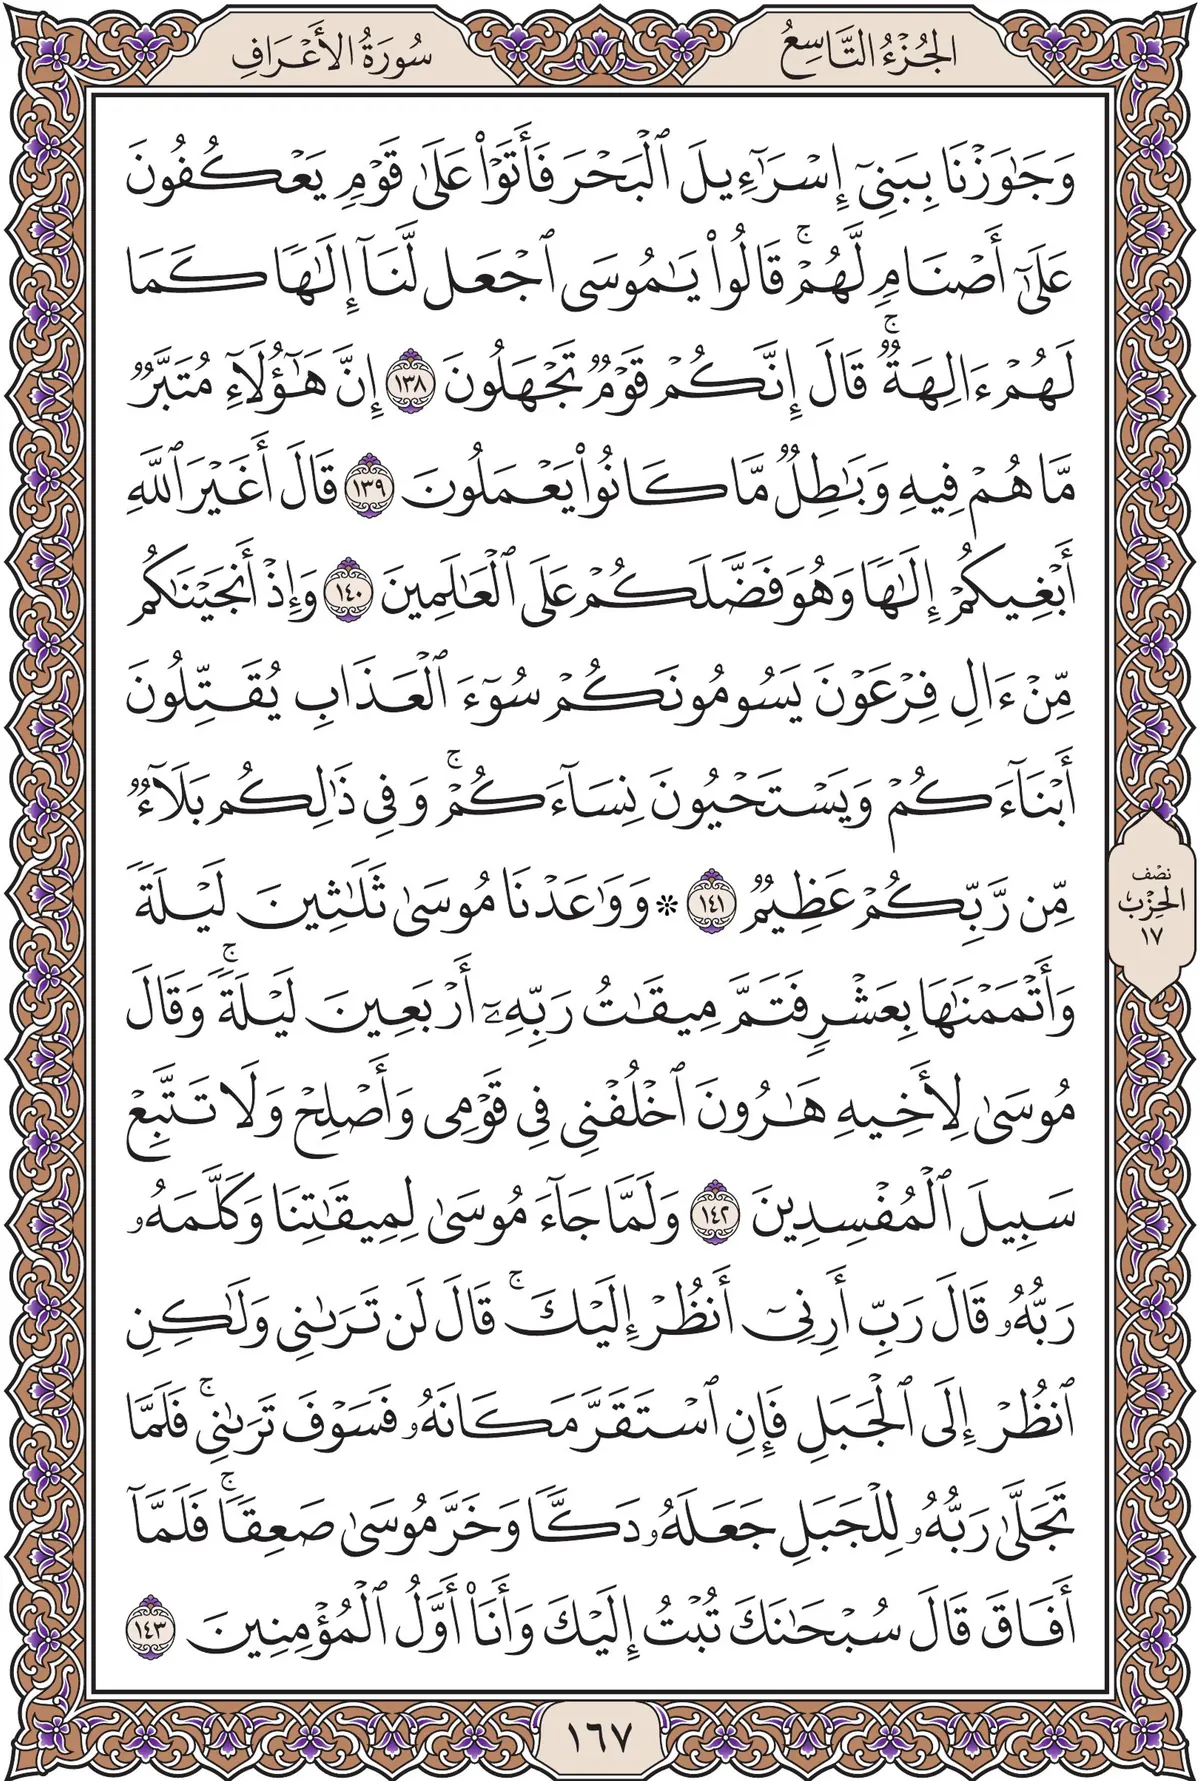 الجُزْءُ التَّاسِعُ
سُورَةُ الأَعْرَافِ
وَجَٰوَزْنَا بِبَنِىٓ إِسْرَٰٓءِيلَ ٱلْبَحْرَ فَأَتَوْا۟ عَلَىٰ قَوْمٍ يَعْكُفُونَ
عَلَىٰٓ أَصْنَامٍ لَّهُمْ ۚ قَالُوا۟ يَٰمُوسَى ٱجْعَل لَّنَآ إِلَٰهًا كَمَا
لَهُمْ ءَالِهَةٌ ۚ قَالَ إِنَّكُمْ قَوْمٌ تَجْهَلُونَ ١٣٨ إِنَّ هَٰٓؤُلَآءِ مُتَبَّرٌ
مَّا هُمْ فِيهِ وَبَٰطِلٌ مَّا كَانُوا۟ يَعْمَلُونَ ١٣٩ قَالَ أَغَيْرَ ٱللَّهِ
أَبْغِيكُمْ إِلَٰهًا وَهُوَ فَضَّلَكُمْ عَلَى ٱلْعَٰلَمِينَ ١٤٠ وَإِذْ أَنجَيْنَٰكُم
مِّنْ ءَالِ فِرْعَوْنَ يَسُومُونَكُمْ سُوٓءَ ٱلْعَذَابِ يُقَتِّلُونَ
أَبْنَآءَكُمْ وَيَسْتَحْيُونَ نِسَآءَكُمْ ۚ وَفِى ذَٰلِكُم بَلَآءٌ
مِّن رَّبِّكُمْ عَظِيمٌ ١٤١ * وَوَٰعَدْنَا مُوسَىٰ ثَلَٰثِينَ لَيْلَةً
وَأَتْمَمْنَٰهَا بِعَشْرٍ فَتَمَّ مِيقَٰتُ رَبِّهِۦٓ أَرْبَعِينَ لَيْلَةً ۚ وَقَالَ
مُوسَىٰ لِأَخِيهِ هَٰرُونَ ٱخْلُفْنِى فِى قَوْمِى وَأَصْلِحْ وَلَا تَتَّبِعْ
سَبِيلَ ٱلْمُفْسِدِينَ ١٤٢ وَلَمَّا جَآءَ مُوسَىٰ لِمِيقَٰتِنَا وَكَلَّمَهُۥ
رَبُّهُۥ قَالَ رَبِّ أَرِنِىٓ أَنظُرْ إِلَيْكَ ۚ قَالَ لَن تَرَىٰنِى وَلَٰكِنِ
ٱنظُرْ إِلَى ٱلْجَبَلِ فَإِنِ ٱسْتَقَرَّ مَكَانَهُۥ فَسَوْفَ تَرَىٰنِى ۚ فَلَمَّا
تَجَلَّىٰ رَبُّهُۥ لِلْجَبَلِ جَعَلَهُۥ دَكًّا وَخَرَّ مُوسَىٰ صَعِقًا ۚ فَلَمَّآ
أَفَاقَ قَالَ سُبْحَٰنَكَ تُبْتُ إِلَيْكَ وَأَنَا۠ أَوَّلُ ٱلْمُؤْمِنِينَ ١٤٣
نصْف
الحِزْب
١٧
١٦٧